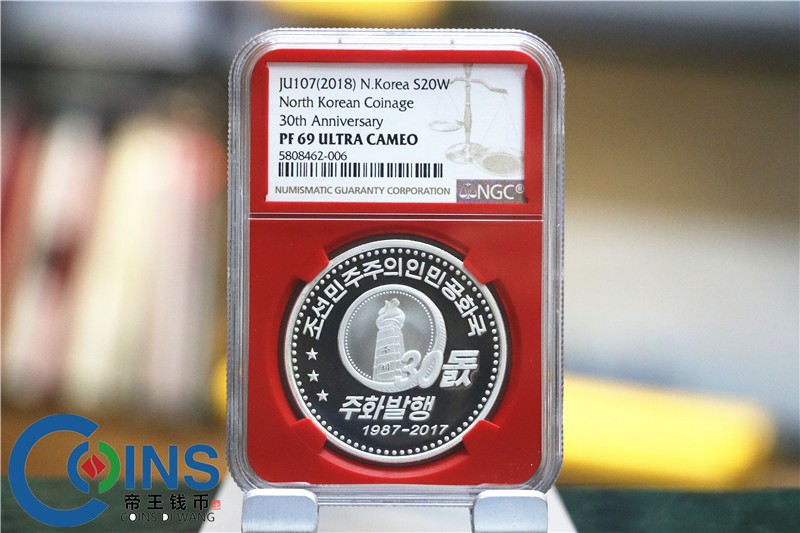 JU107(2018) N.Korea S20W
North Korean Coinage
30th Anniversary
PF 69 ULTRA CAMEO
5808462-006
NUMISMATIC GUARANTY CORPORATION
NGC®
조선민주주의인민공화국
30돐
주화발행
1987-2017
COINS
帝王钱币
COINS DI WANG